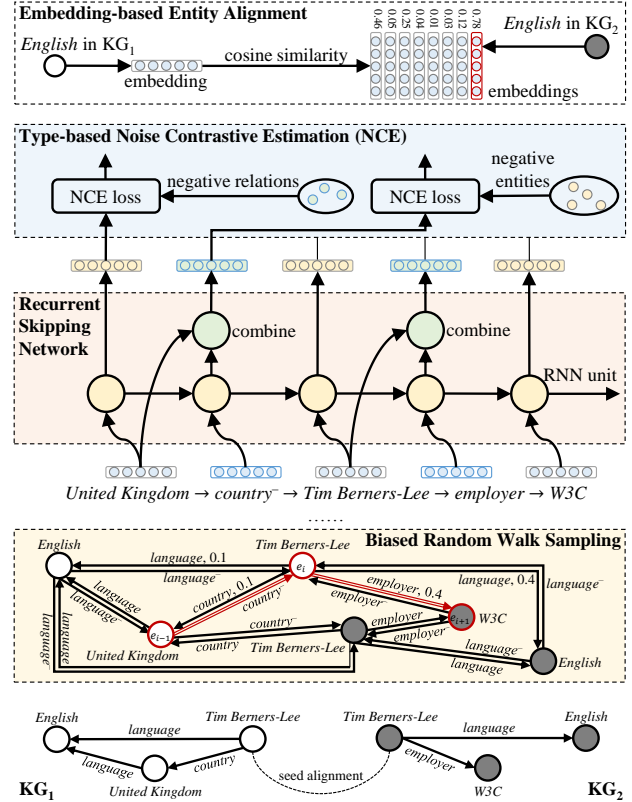 Embedding-based Entity Alignment
English in KG1
embedding
cosine similarity
0.46
0.05
0.25
0.04
0.01
0.03
0.12
0.78
English in KG2
embeddings
Type-based Noise Contrastive Estimation (NCE)
NCE loss
negative relations
NCE loss
negative
entities
Recurrent
Skipping
Network
combine
combine
RNN unit
United Kingdom → country⁻ → Tim Berners-Lee → employer → W3C
……
Biased Random Walk Sampling
English
Tim Berners-Lee
language, 0.1
language⁻
language
language⁻
country, 0.1
country⁻
employer, 0.4
employer⁻
language, 0.4
language⁻
ei
ei−1
ei+1
W3C
United Kingdom
country⁻
country
Tim Berners-Lee
employer
employer⁻
language⁻
language
language⁻
language
English
English
language
Tim Berners-Lee
language
country
United Kingdom
KG1
seed alignment
Tim Berners-Lee
language
English
employer
W3C
KG2